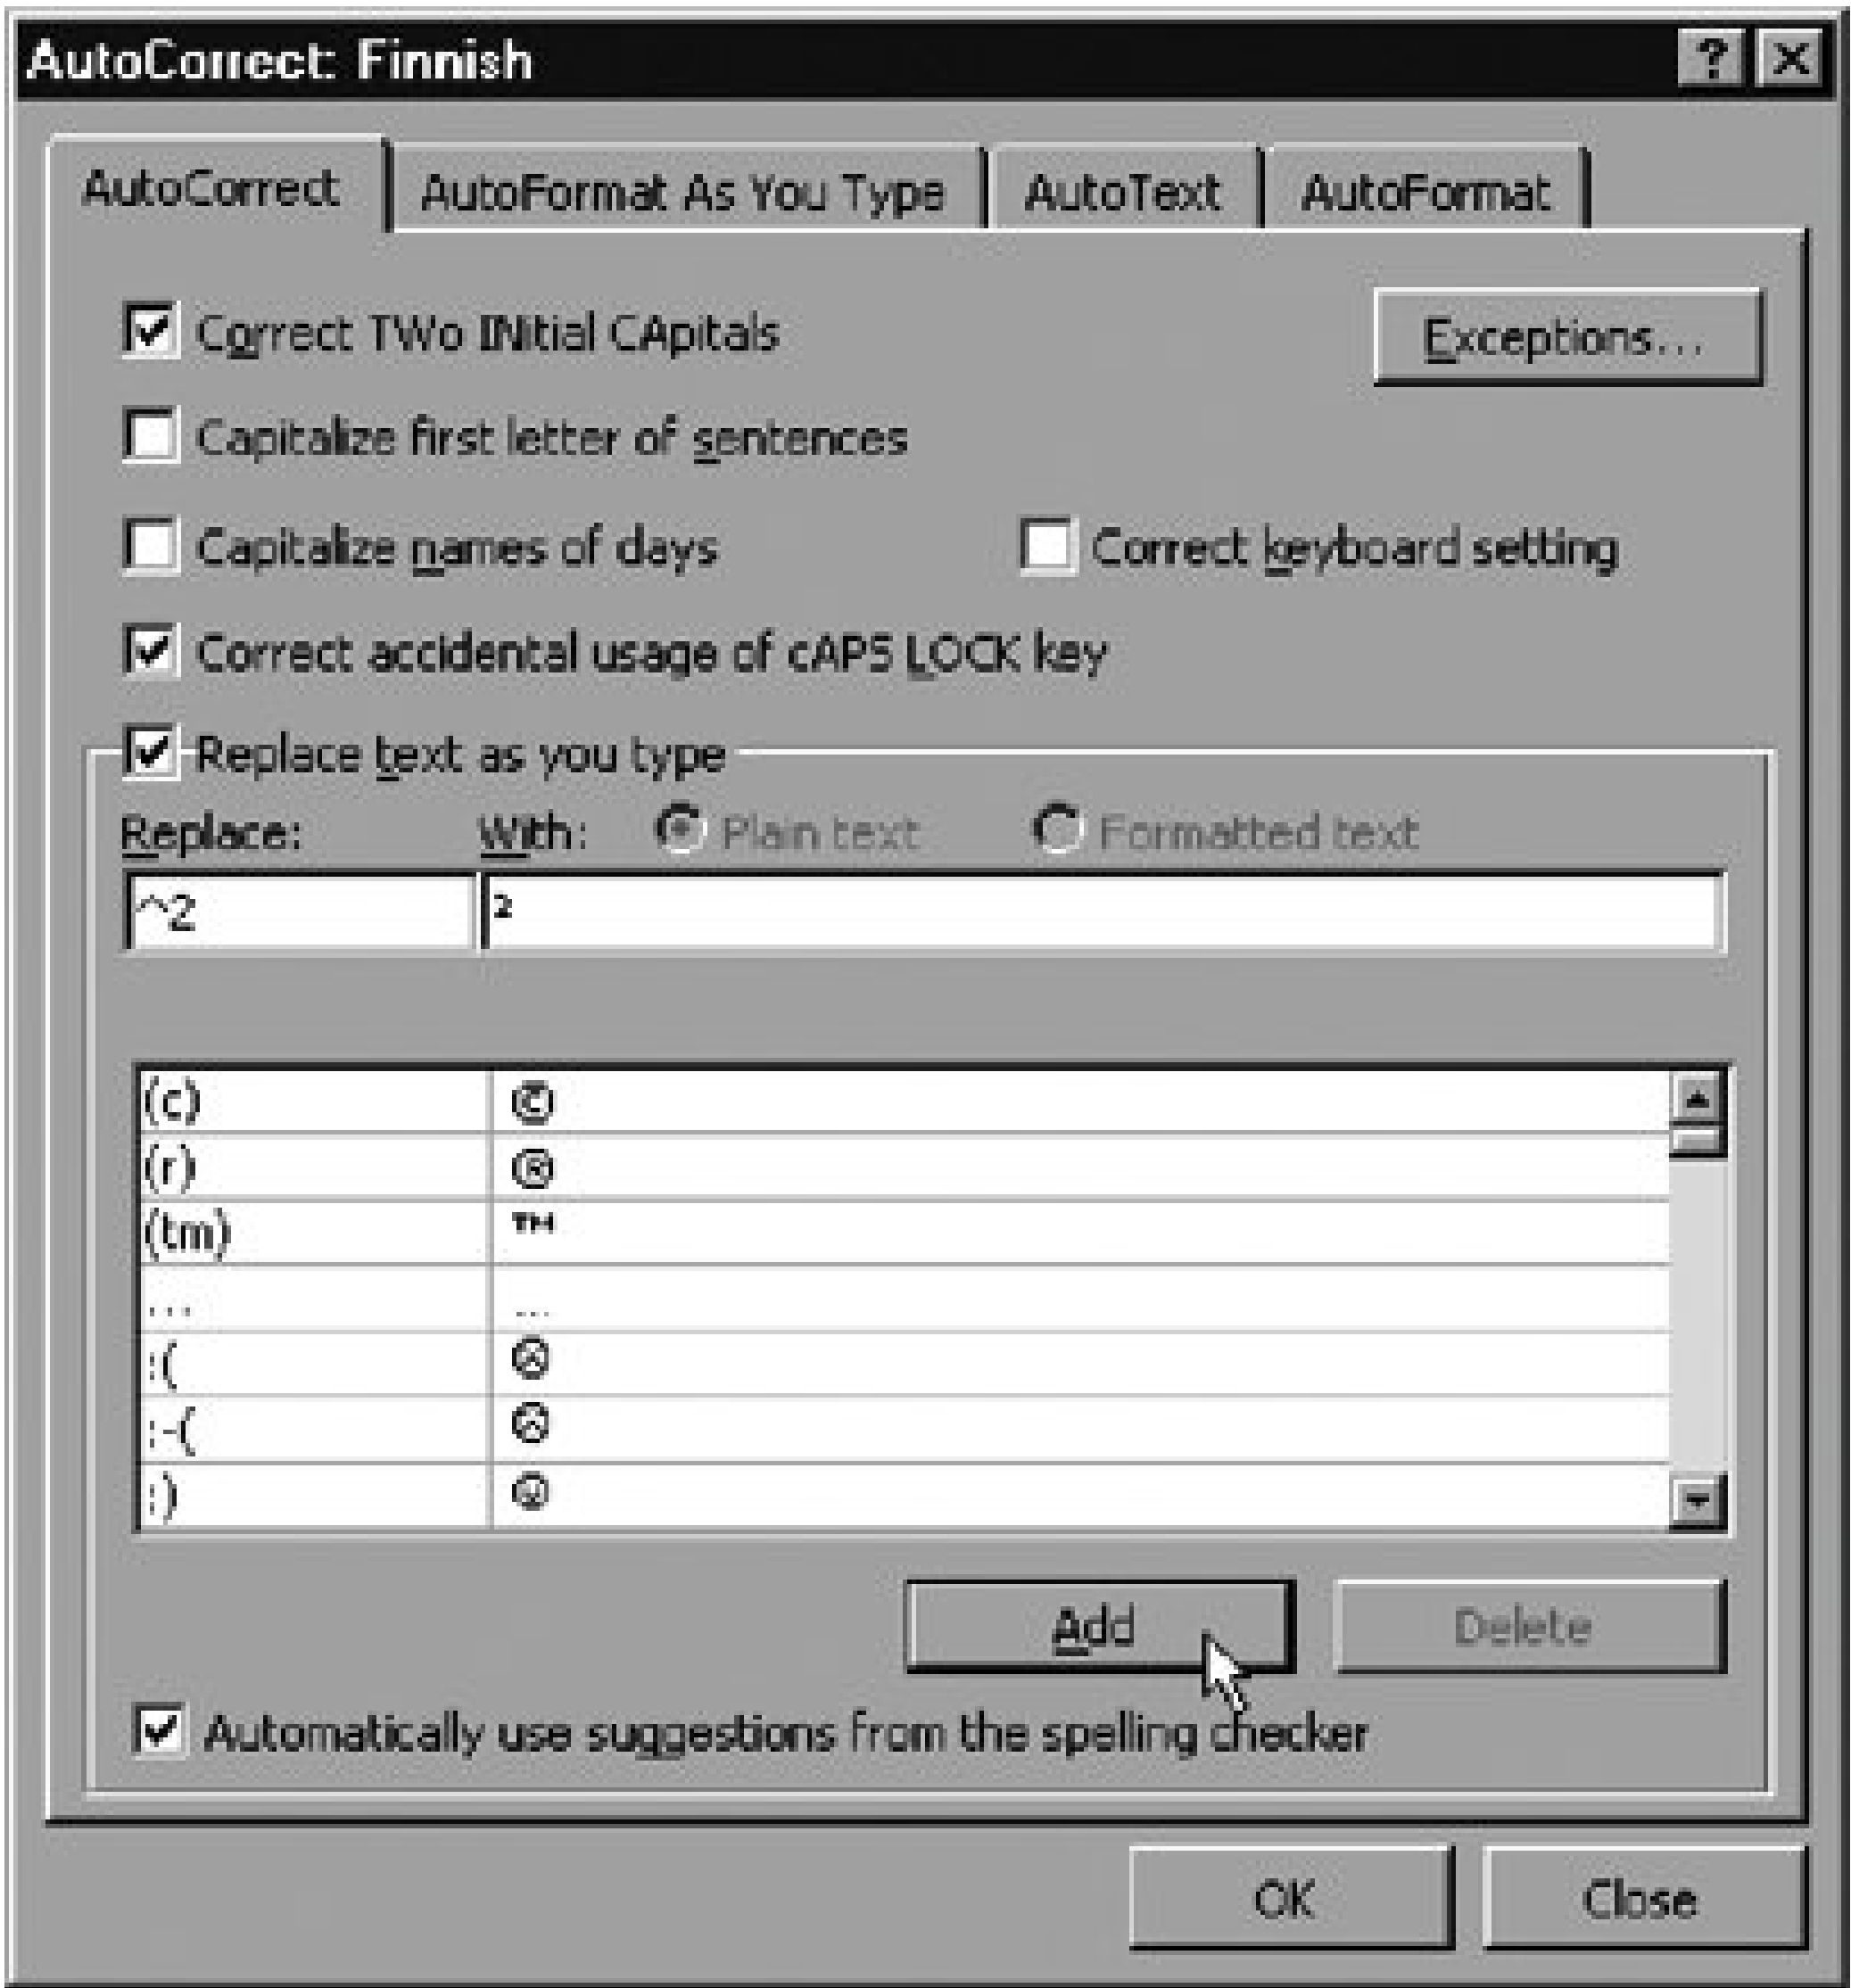 AutoCorrect: Finnish
AutoCorrect AutoFormat As You Type AutoText AutoFormat
Correct TWo INitial CApitals Exceptions...
Capitalize first letter of sentences
Capitalize names of days Correct keyboard setting
Correct accidental usage of cAPS LOCK key
Replace text as you type
Replace: With: Plain text Formatted text
^2 ²
(c) ©
(r) ®
(tm) ™
... …
:( ☹
:-( ☹
:) ☺
Add Delete
Automatically use suggestions from the spelling checker
OK Close